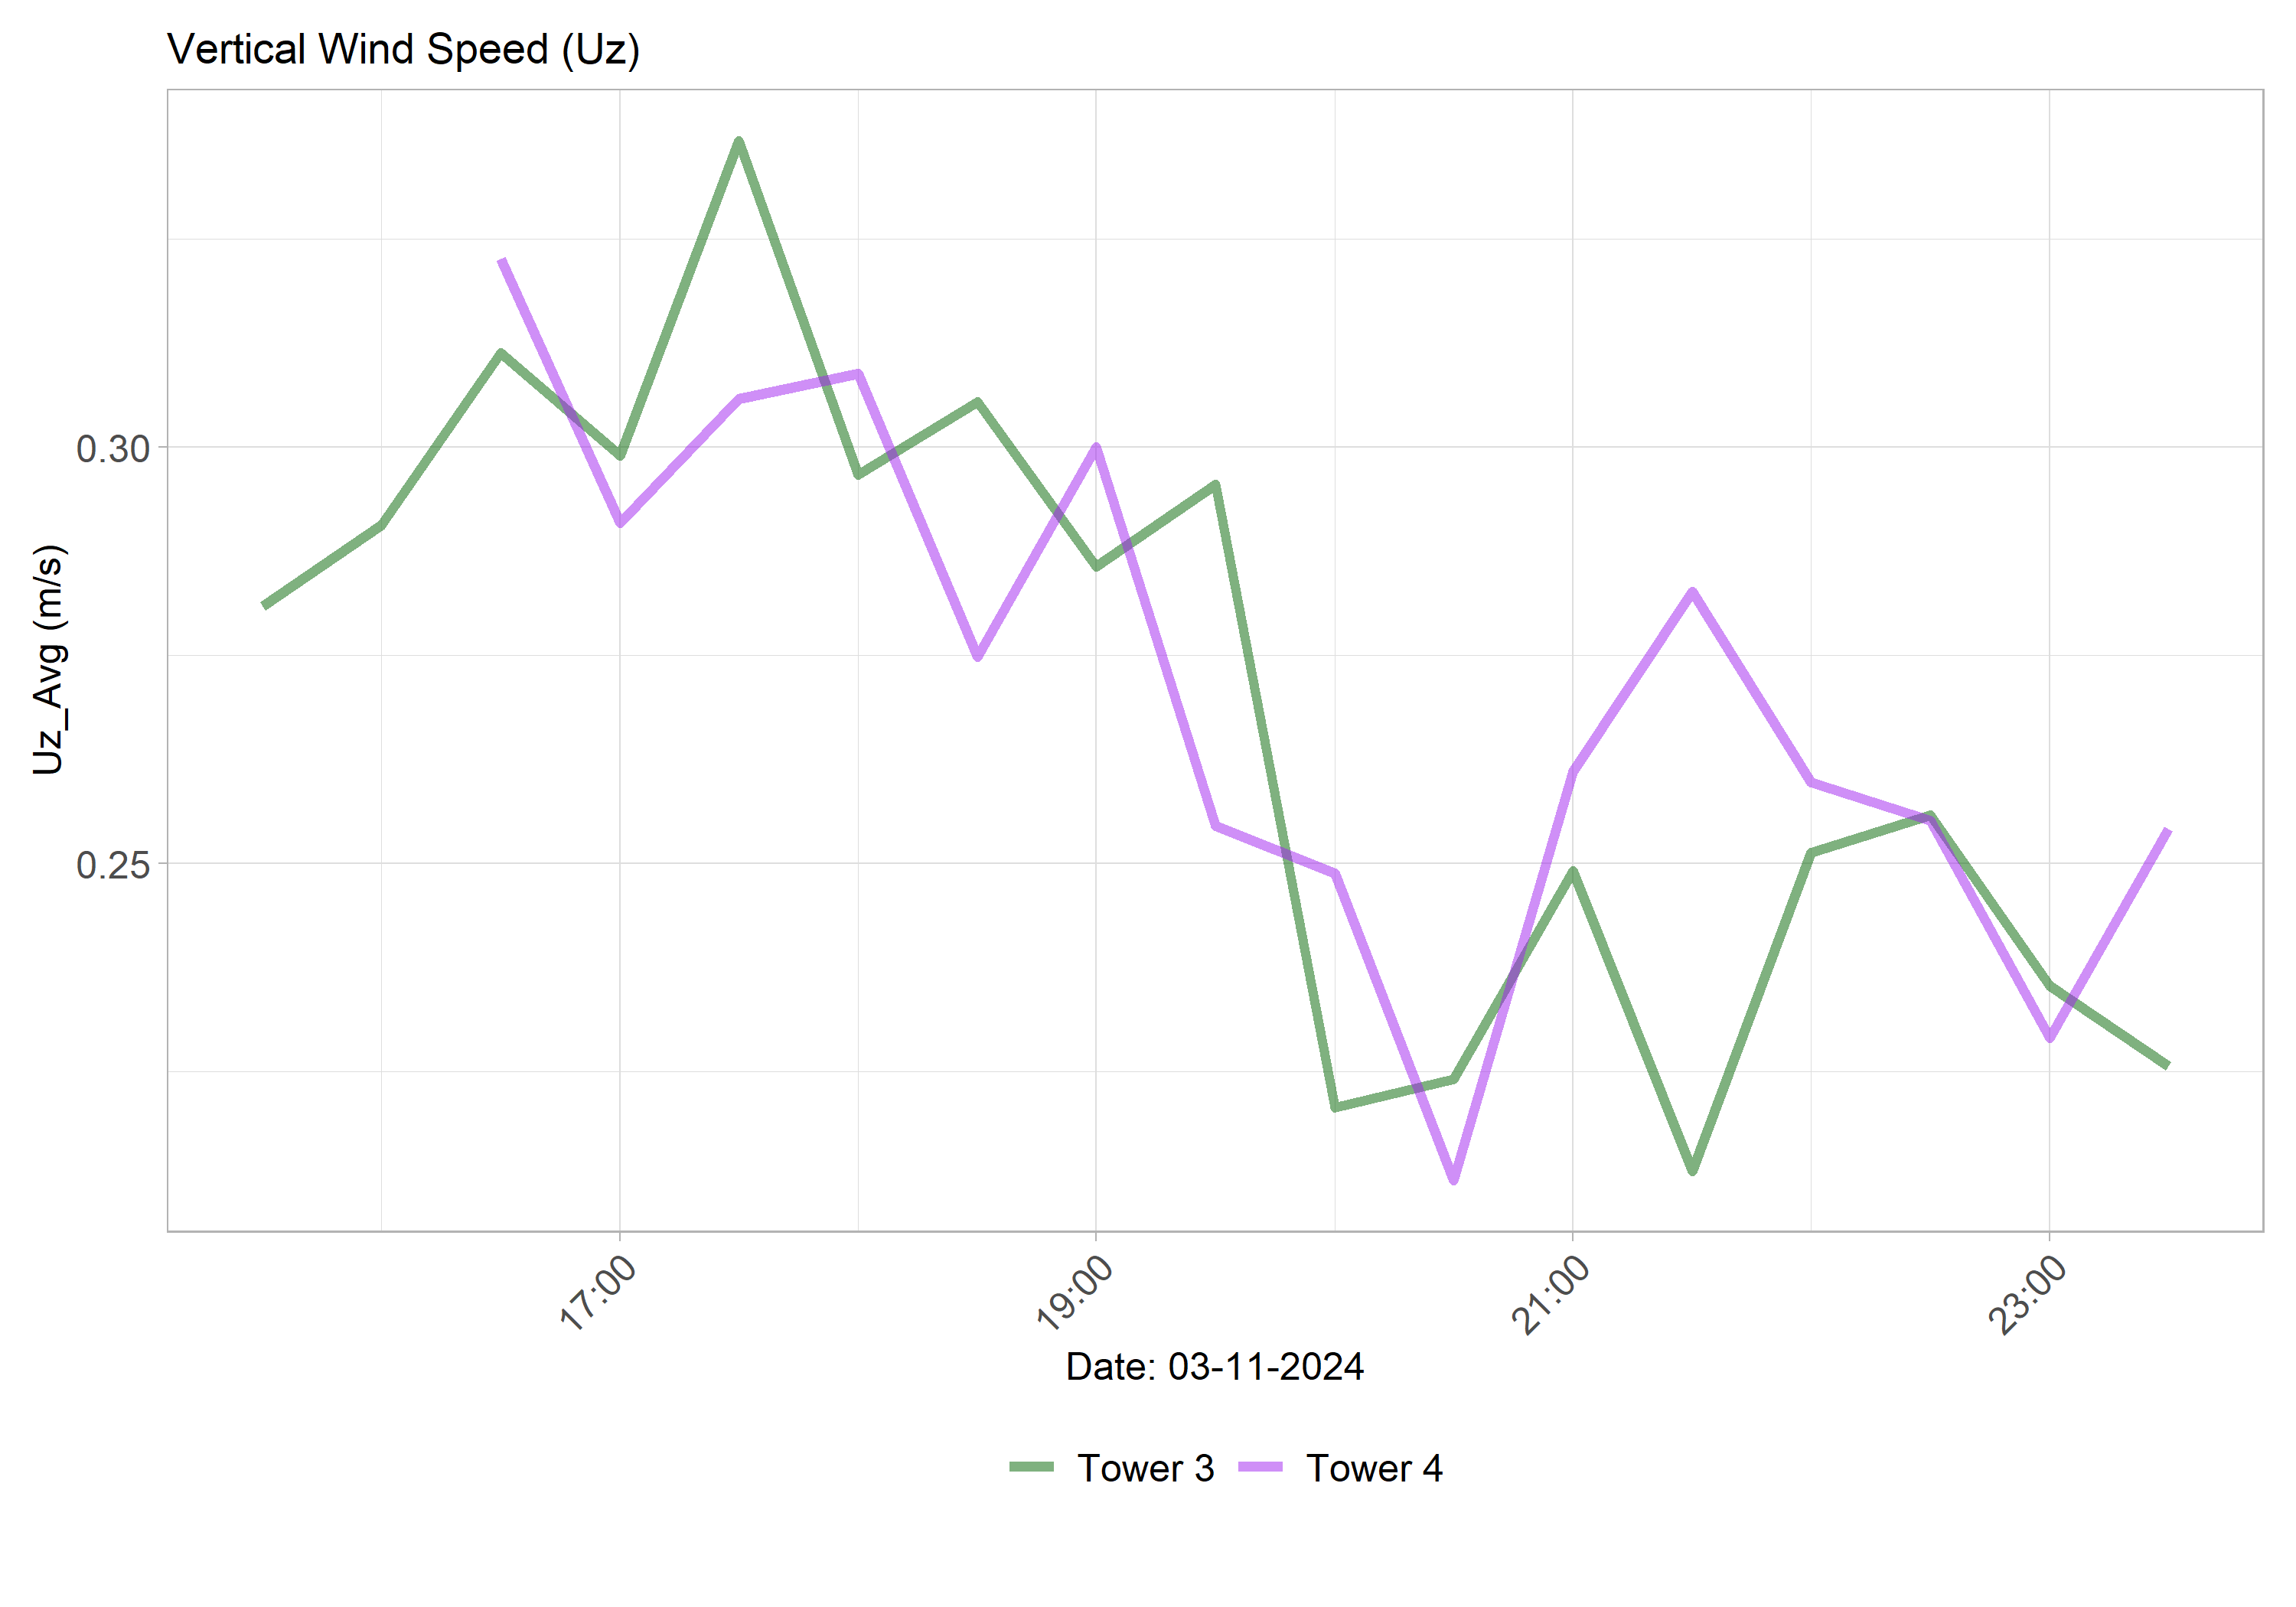 Vertical Wind Speed (Uz)
Uz_Avg (m/s)
0.30
0.25
17:00
19:00
21:00
23:00
Date: 03-11-2024
Tower 3
Tower 4